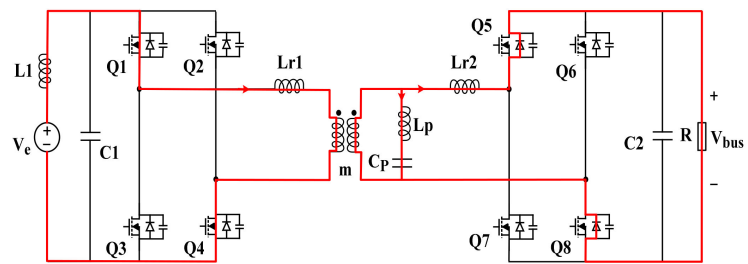 Q5
Q1
Q2
Lr1
Lr2
Q6
L1
Ve
+
−
C1
m
Lp
CP
C2
R
+
Vbus
−
Q3
Q4
Q7
Q8